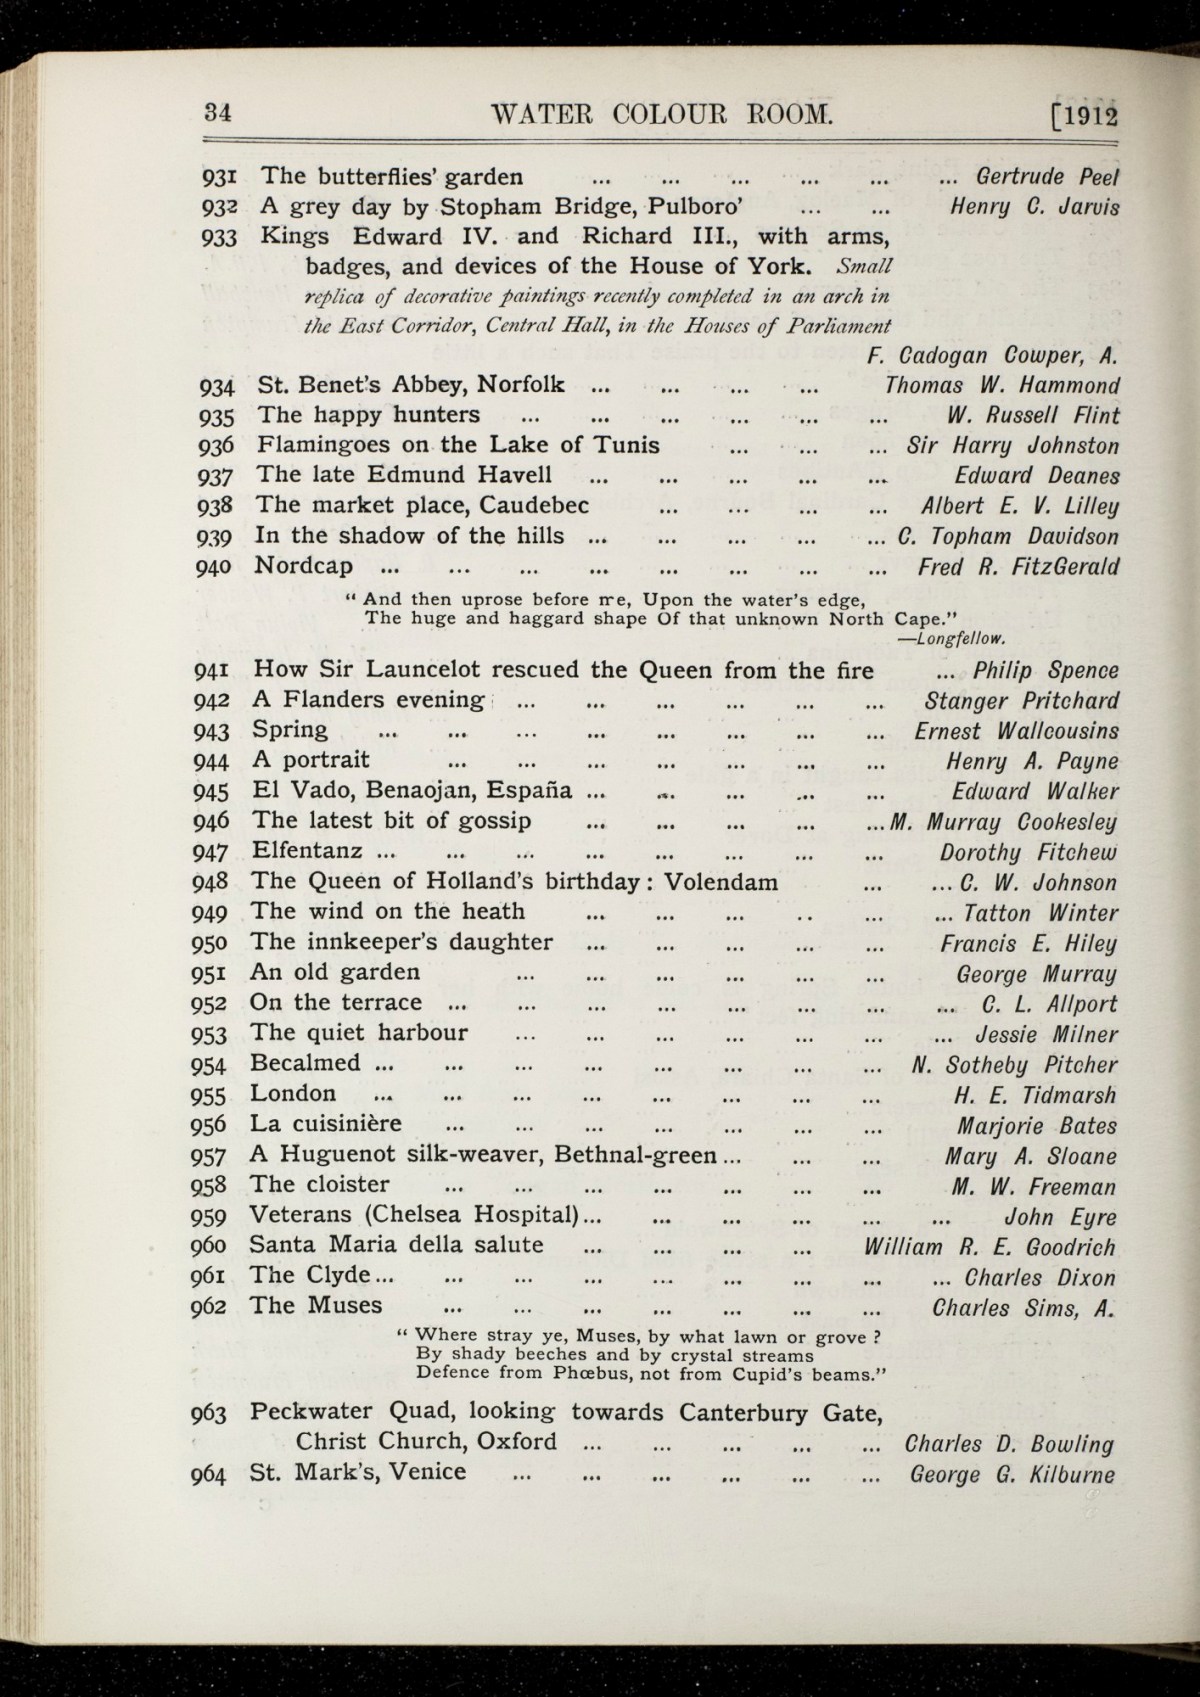 34 WATER COLOUR ROOM. [1912
931 The butterflies' garden ... ... ... ... ... ... Gertrude Peel
932 A grey day by Stopham Bridge, Pulboro' ... ... Henry C. Jarvis
933 Kings Edward IV. and Richard III., with arms,
badges, and devices of the House of York. Small
replica of decorative paintings recently completed in an arch in
the East Corridor, Central Hall, in the Houses of Parliament
F. Cadogan Cowper, A.
934 St. Benet's Abbey, Norfolk ... ... ... ... Thomas W. Hammond
935 The happy hunters ... ... ... ... ... ... W. Russell Flint
936 Flamingoes on the Lake of Tunis ... ... ... Sir Harry Johnston
937 The late Edmund Havell ... ... ... ... ... Edward Deanes
938 The market place, Caudebec ... ... ... ... Albert E. V. Lilley
939 In the shadow of the hills ... ... ... ... ... C. Topham Davidson
940 Nordcap ... ... ... ... ... ... ... ... Fred R. FitzGerald
" And then uprose before me, Upon the water's edge,
The huge and haggard shape Of that unknown North Cape."
—Longfellow.
941 How Sir Launcelot rescued the Queen from the fire ... Philip Spence
942 A Flanders evening ... ... ... ... ... ... Stanger Pritchard
943 Spring ... ... ... ... ... ... ... ... Ernest Wallcousins
944 A portrait ... ... ... ... ... ... ... Henry A. Payne
945 El Vado, Benaojan, España ... ... ... ... ... Edward Walker
946 The latest bit of gossip ... ... ... ... ... M. Murray Cookesley
947 Elfentanz ... ... ... ... ... ... ... ... Dorothy Fitchew
948 The Queen of Holland's birthday : Volendam ... ... C. W. Johnson
949 The wind on the heath ... ... ... .. ... ... Tatton Winter
950 The innkeeper's daughter ... ... ... ... ... Francis E. Hiley
951 An old garden ... ... ... ... ... ... George Murray
952 On the terrace ... ... ... ... ... ... ... ... C. L. Allport
953 The quiet harbour ... ... ... ... ... ... ... Jessie Milner
954 Becalmed ... ... ... ... ... ... ... ... N. Sotheby Pitcher
955 London ... ... ... ... ... ... ... ... H. E. Tidmarsh
956 La cuisinière ... ... ... ... ... ... ... Marjorie Bates
957 A Huguenot silk-weaver, Bethnal-green ... ... ... Mary A. Sloane
958 The cloister ... ... ... ... ... ... ... M. W. Freeman
959 Veterans (Chelsea Hospital) ... ... ... ... ... ... John Eyre
960 Santa Maria della salute ... ... ... ... William R. E. Goodrich
961 The Clyde ... ... ... ... ... ... ... ... ... Charles Dixon
962 The Muses ... ... ... ... ... ... ... Charles Sims, A.
" Where stray ye, Muses, by what lawn or grove ?
By shady beeches and by crystal streams
Defence from Phœbus, not from Cupid's beams."
963 Peckwater Quad, looking towards Canterbury Gate,
Christ Church, Oxford ... ... ... ... ... Charles D. Bowling
964 St. Mark's, Venice ... ... ... ... ... ... George G. Kilburne